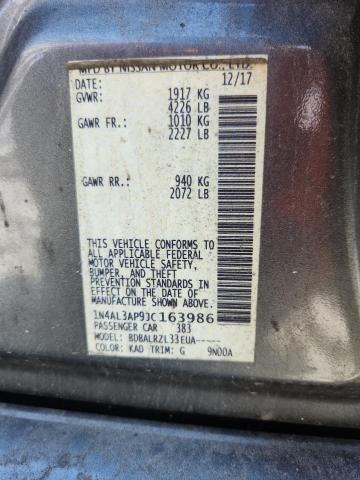 MFD BY NISSAN MOTOR CO., LTD.
12/17
GVWR: 1917 KG
4226 LB
GAWR FR.: 1010 KG
2227 LB
GAWR RR.: 940 KG
2072 LB
THIS VEHICLE CONFORMS TO
ALL APPLICABLE FEDERAL
MOTOR VEHICLE SAFETY,
BUMPER, AND THEFT
PREVENTION STANDARDS IN
EFFECT ON THE DATE OF
MANUFACTURE SHOWN ABOVE.
1N4AL3AP9JC163986
PASSENGER CAR 383
MODEL: BDBALRZL33EUA-----
COLOR: KAD TRIM: G 9N00A